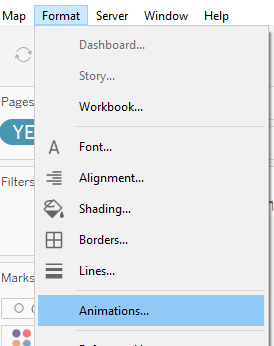 Map Format Server Window Help
Dashboard...
Story...
Workbook...
Pages
YE
Font...
Alignment...
Filters
Shading...
Borders...
Lines...
Marks
Animations...